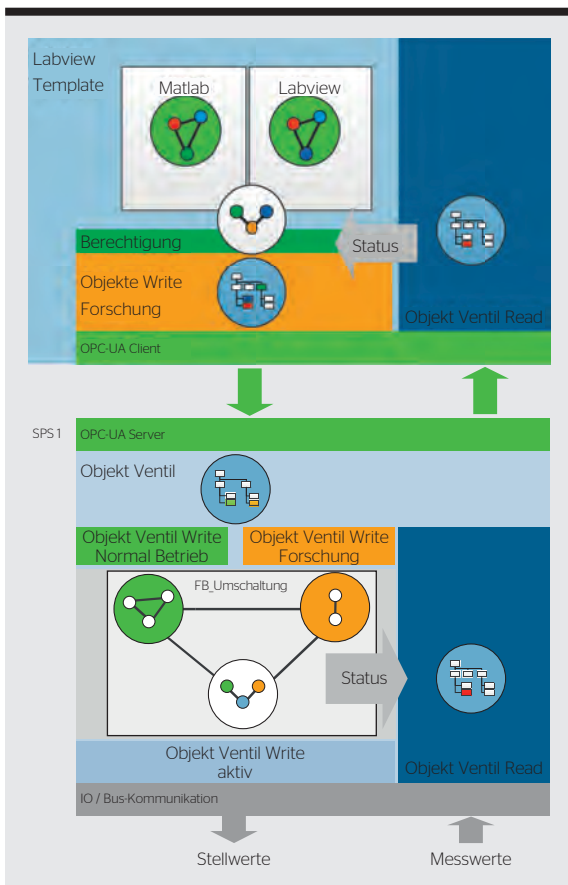 Labview
Template
Matlab
Labview
Berechtigung
Status
Objekte Write
Forschung
Objekt Ventil Read
OPC-UA Client
SPS 1
OPC-UA Server
Objekt Ventil
Objekt Ventil Write
Normal Betrieb
Objekt Ventil Write
Forschung
FB_Umschaltung
Status
Objekt Ventil Write
aktiv
Objekt Ventil Read
IO / Bus-Kommunikation
Stellwerte
Messwerte